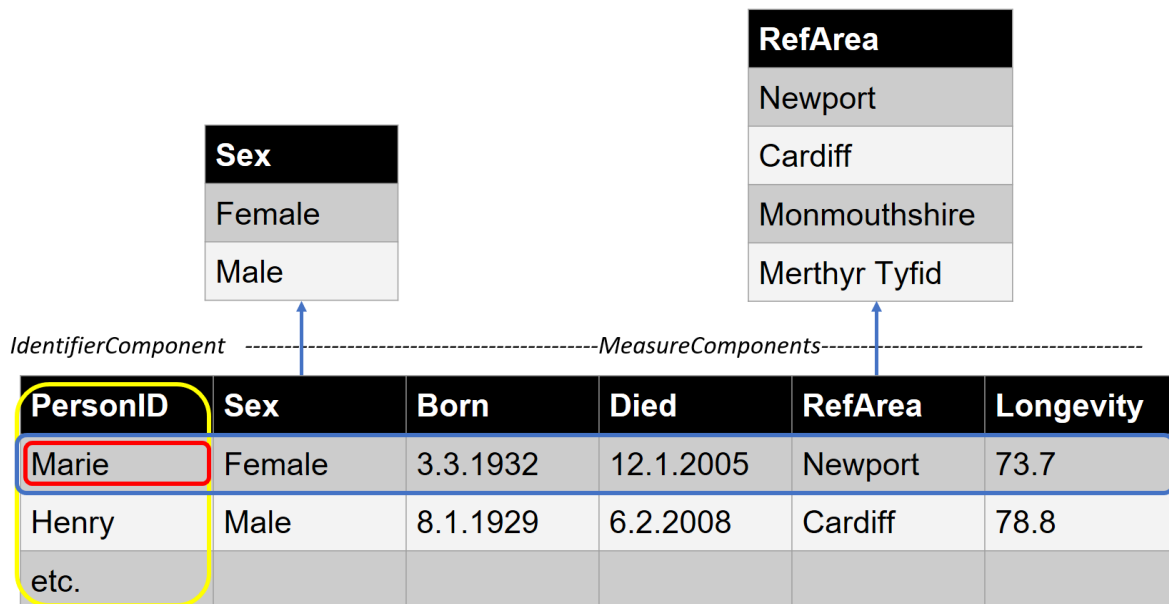 RefArea
Newport
Cardiff
Monmouthshire
Merthyr Tyfid
Sex
Female
Male
IdentifierComponent ---------------------------------------MeasureComponents------------------------------------
PersonID Sex Born Died RefArea Longevity
Marie Female 3.3.1932 12.1.2005 Newport 73.7
Henry Male 8.1.1929 6.2.2008 Cardiff 78.8
etc.